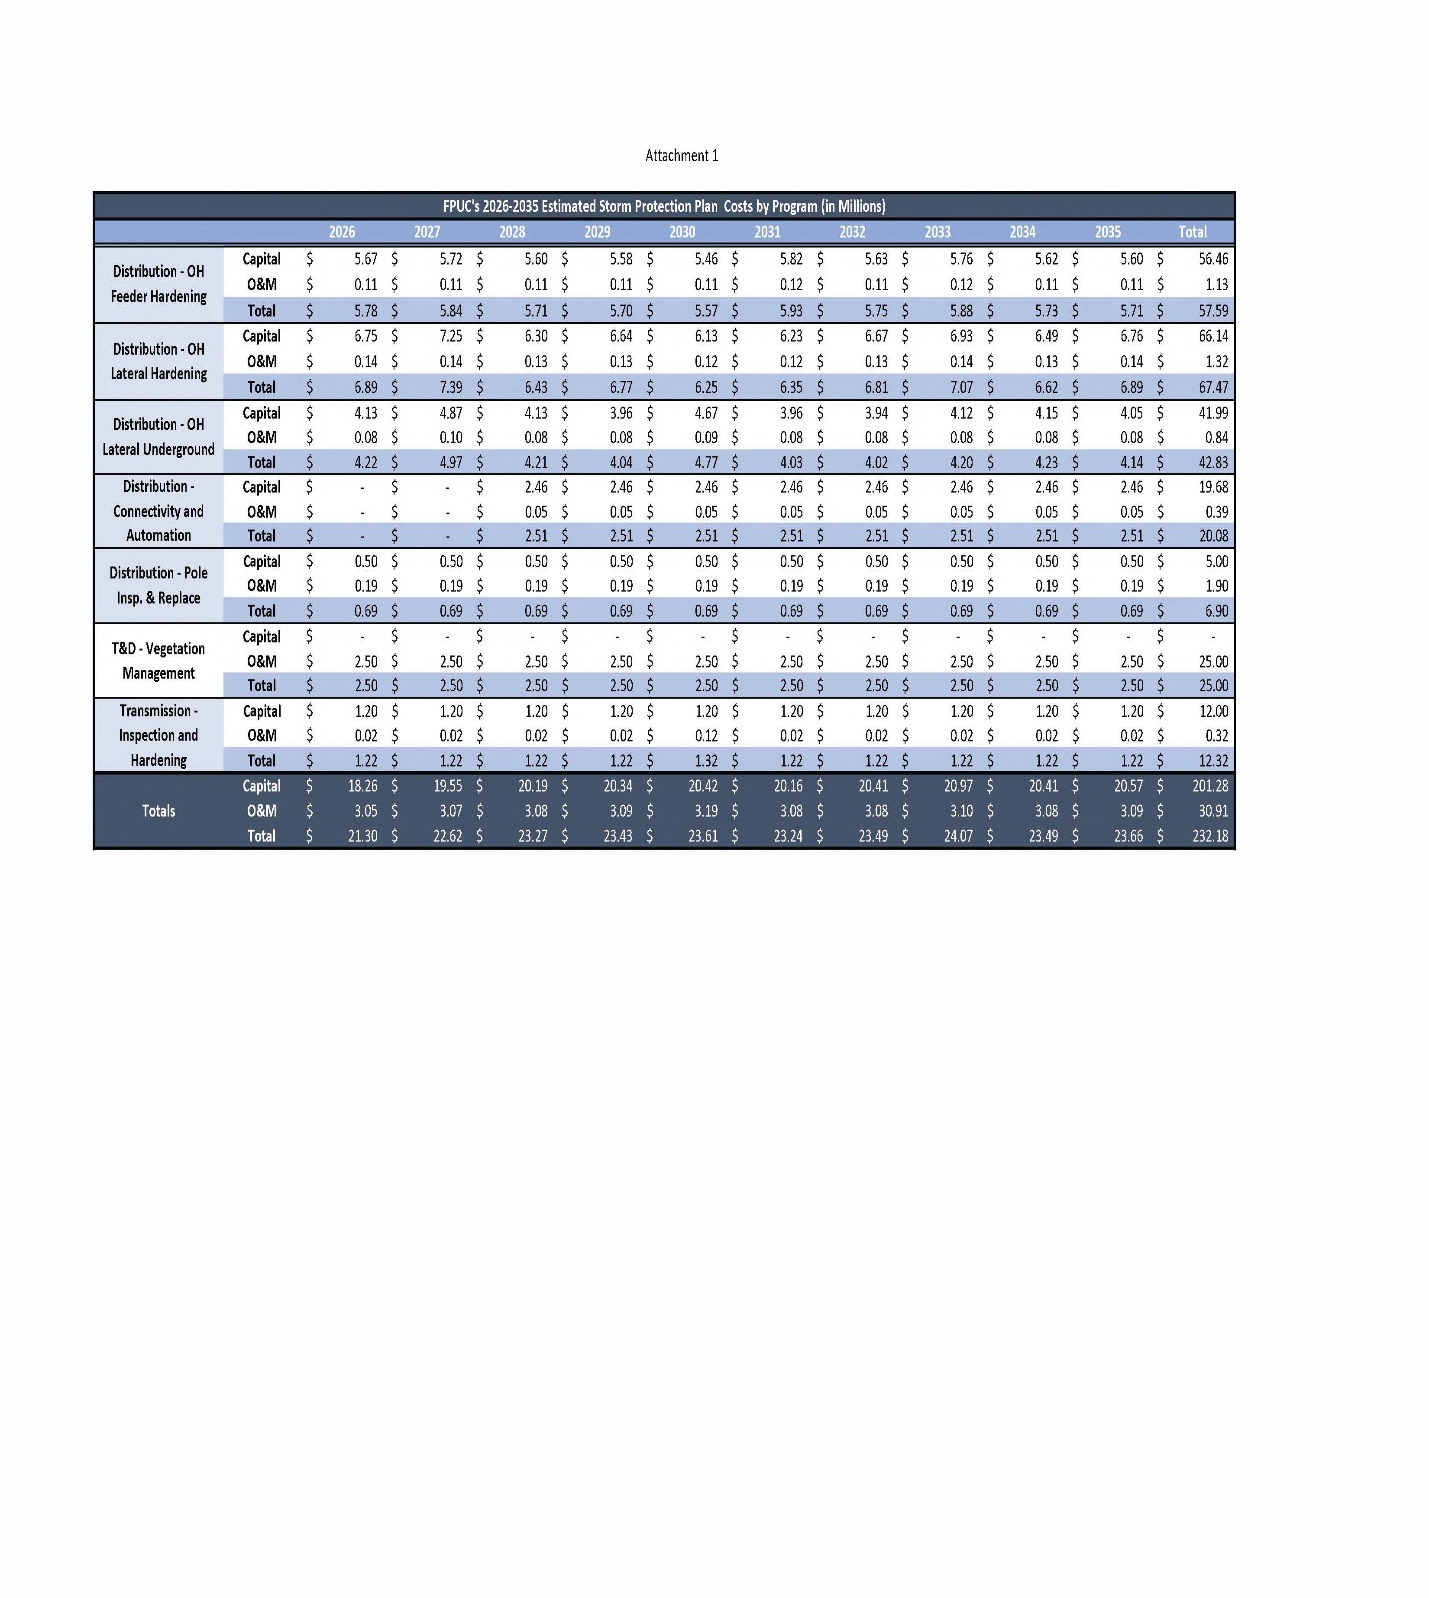 Attachment 1
FPUC's 2026-2035 Estimated Storm Protection Plan Costs by Program (in Millions)
2026 2027 2028 2029 2030 2031 2032 2033 2034 2035 Total
Distribution - OH
Feeder Hardening
Capital $ 5.67 $ 5.72 $ 5.60 $ 5.58 $ 5.46 $ 5.82 $ 5.63 $ 5.76 $ 5.62 $ 5.60 $ 56.46
O&M $ 0.11 $ 0.11 $ 0.11 $ 0.11 $ 0.11 $ 0.12 $ 0.11 $ 0.12 $ 0.11 $ 0.11 $ 1.13
Total $ 5.78 $ 5.84 $ 5.71 $ 5.70 $ 5.57 $ 5.93 $ 5.75 $ 5.88 $ 5.73 $ 5.71 $ 57.59
Distribution - OH
Lateral Hardening
Capital $ 6.75 $ 7.25 $ 6.30 $ 6.64 $ 6.13 $ 6.23 $ 6.67 $ 6.93 $ 6.49 $ 6.76 $ 66.14
O&M $ 0.14 $ 0.14 $ 0.13 $ 0.13 $ 0.12 $ 0.12 $ 0.13 $ 0.14 $ 0.13 $ 0.14 $ 1.32
Total $ 6.89 $ 7.39 $ 6.43 $ 6.77 $ 6.25 $ 6.35 $ 6.81 $ 7.07 $ 6.62 $ 6.89 $ 67.47
Distribution - OH
Lateral Underground
Capital $ 4.13 $ 4.87 $ 4.13 $ 3.96 $ 4.67 $ 3.96 $ 3.94 $ 4.12 $ 4.15 $ 4.05 $ 41.99
O&M $ 0.08 $ 0.10 $ 0.08 $ 0.08 $ 0.09 $ 0.08 $ 0.08 $ 0.08 $ 0.08 $ 0.08 $ 0.84
Total $ 4.22 $ 4.97 $ 4.21 $ 4.04 $ 4.77 $ 4.03 $ 4.02 $ 4.20 $ 4.23 $ 4.14 $ 42.83
Distribution -
Connectivity and
Automation
Capital $ - $ - $ 2.46 $ 2.46 $ 2.46 $ 2.46 $ 2.46 $ 2.46 $ 2.46 $ 2.46 $ 19.68
O&M $ - $ - $ 0.05 $ 0.05 $ 0.05 $ 0.05 $ 0.05 $ 0.05 $ 0.05 $ 0.05 $ 0.39
Total $ - $ - $ 2.51 $ 2.51 $ 2.51 $ 2.51 $ 2.51 $ 2.51 $ 2.51 $ 2.51 $ 20.08
Distribution - Pole
Insp. & Replace
Capital $ 0.50 $ 0.50 $ 0.50 $ 0.50 $ 0.50 $ 0.50 $ 0.50 $ 0.50 $ 0.50 $ 0.50 $ 5.00
O&M $ 0.19 $ 0.19 $ 0.19 $ 0.19 $ 0.19 $ 0.19 $ 0.19 $ 0.19 $ 0.19 $ 0.19 $ 1.90
Total $ 0.69 $ 0.69 $ 0.69 $ 0.69 $ 0.69 $ 0.69 $ 0.69 $ 0.69 $ 0.69 $ 0.69 $ 6.90
T&D - Vegetation
Management
Capital $ - $ - $ - $ - $ - $ - $ - $ - $ - $ - $ -
O&M $ 2.50 $ 2.50 $ 2.50 $ 2.50 $ 2.50 $ 2.50 $ 2.50 $ 2.50 $ 2.50 $ 2.50 $ 25.00
Total $ 2.50 $ 2.50 $ 2.50 $ 2.50 $ 2.50 $ 2.50 $ 2.50 $ 2.50 $ 2.50 $ 2.50 $ 25.00
Transmission -
Inspection and
Hardening
Capital $ 1.20 $ 1.20 $ 1.20 $ 1.20 $ 1.20 $ 1.20 $ 1.20 $ 1.20 $ 1.20 $ 1.20 $ 12.00
O&M $ 0.02 $ 0.02 $ 0.02 $ 0.02 $ 0.12 $ 0.02 $ 0.02 $ 0.02 $ 0.02 $ 0.02 $ 0.32
Total $ 1.22 $ 1.22 $ 1.22 $ 1.22 $ 1.32 $ 1.22 $ 1.22 $ 1.22 $ 1.22 $ 1.22 $ 12.32
Totals
Capital $ 18.26 $ 19.55 $ 20.19 $ 20.34 $ 20.42 $ 20.16 $ 20.41 $ 20.97 $ 20.41 $ 20.57 $ 201.28
O&M $ 3.05 $ 3.07 $ 3.08 $ 3.09 $ 3.19 $ 3.08 $ 3.08 $ 3.10 $ 3.08 $ 3.09 $ 30.91
Total $ 21.30 $ 22.62 $ 23.27 $ 23.43 $ 23.61 $ 23.24 $ 23.49 $ 24.07 $ 23.49 $ 23.66 $ 232.18